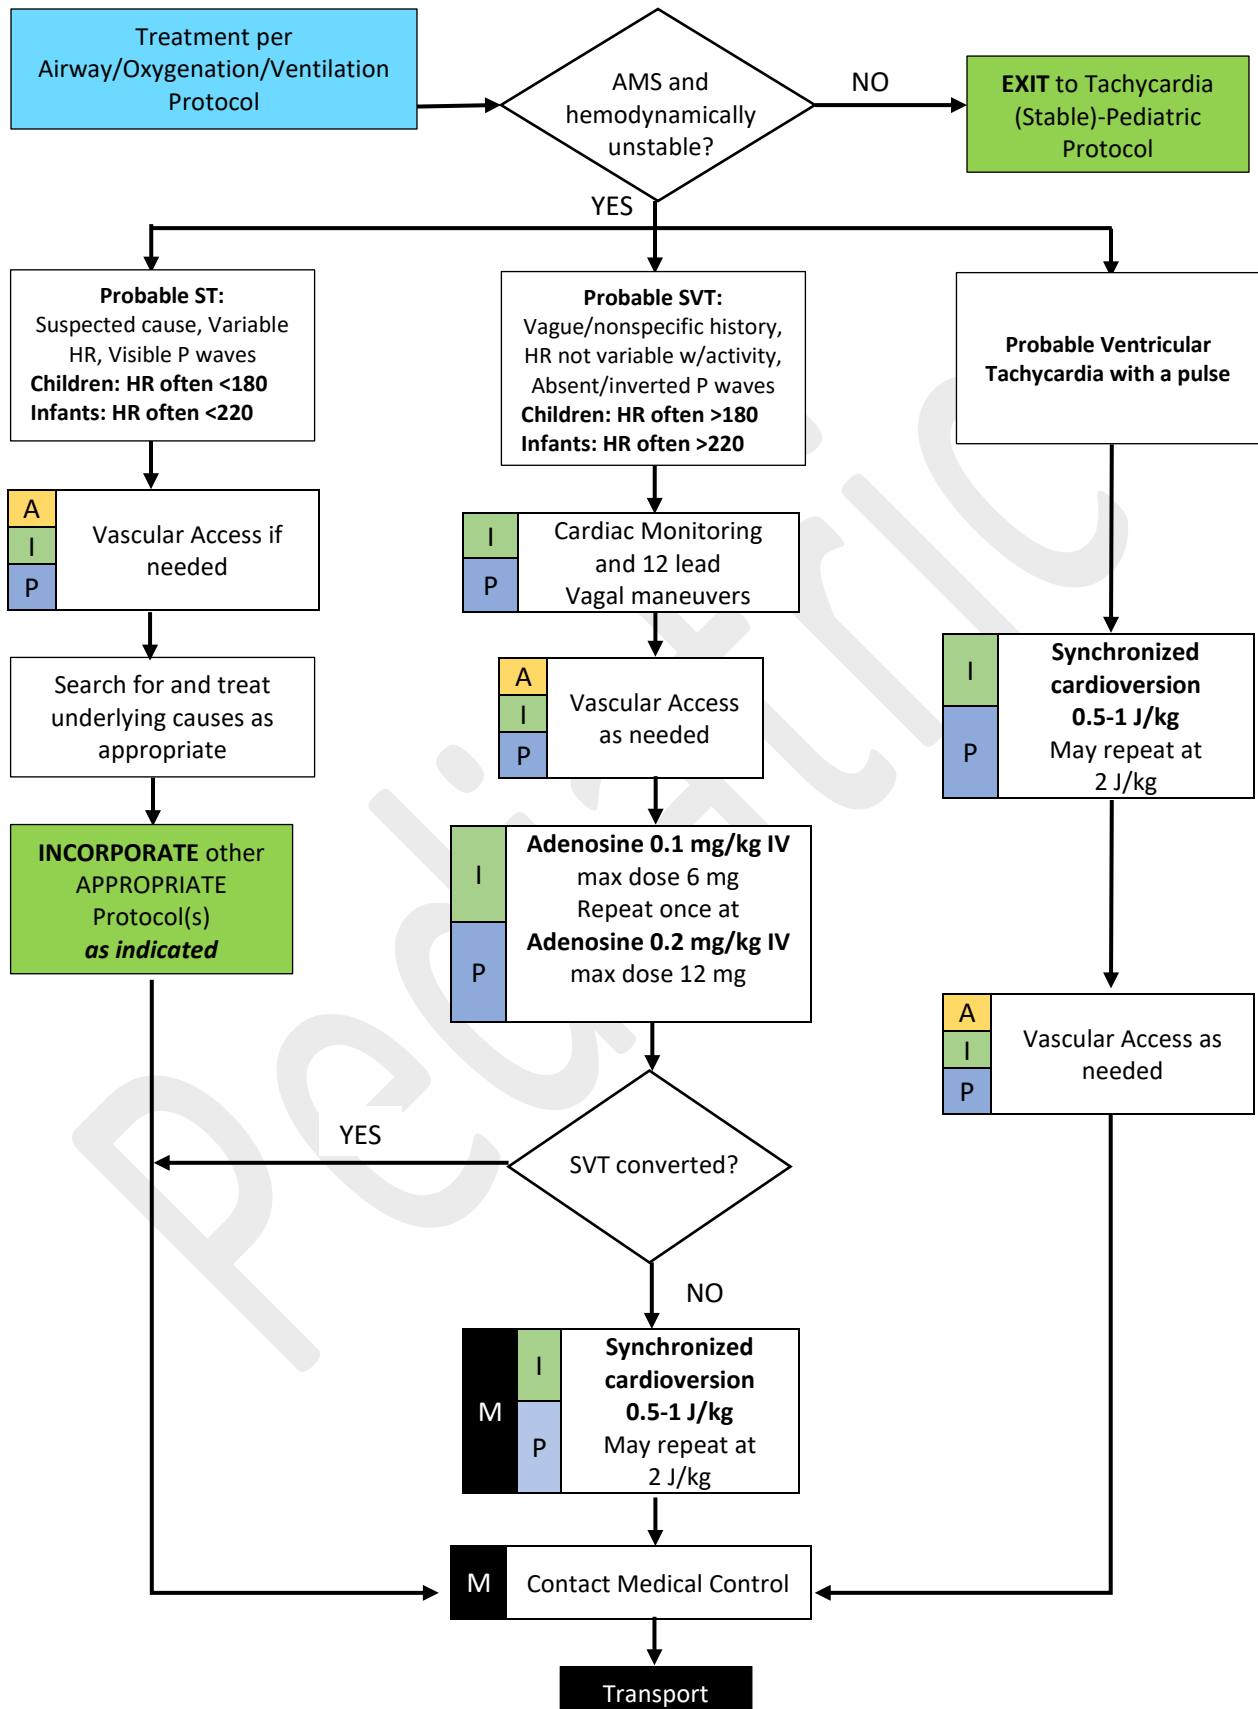 Treatment per
Airway/Oxygenation/Ventilation
Protocol
AMS and
hemodynamically
unstable?
NO
EXIT to Tachycardia
(Stable)-Pediatric
Protocol
YES
Probable ST:
Suspected cause, Variable
HR, Visible P waves
Children: HR often <180
Infants: HR often <220
Probable SVT:
Vague/nonspecific history,
HR not variable w/activity,
Absent/inverted P waves
Children: HR often >180
Infants: HR often >220
Probable Ventricular
Tachycardia with a pulse
A
I
P
Vascular Access if
needed
I
P
Cardiac Monitoring
and 12 lead
Vagal maneuvers
I
P
Synchronized
cardioversion
0.5-1 J/kg
May repeat at
2 J/kg
Search for and treat
underlying causes as
appropriate
A
I
P
Vascular Access
as needed
INCORPORATE other
APPROPRIATE
Protocol(s)
as indicated
I
P
Adenosine 0.1 mg/kg IV
max dose 6 mg
Repeat once at
Adenosine 0.2 mg/kg IV
max dose 12 mg
A
I
P
Vascular Access as
needed
YES
SVT converted?
NO
M
I
P
Synchronized
cardioversion
0.5-1 J/kg
May repeat at
2 J/kg
M
Contact Medical Control
Transport
Pediatric